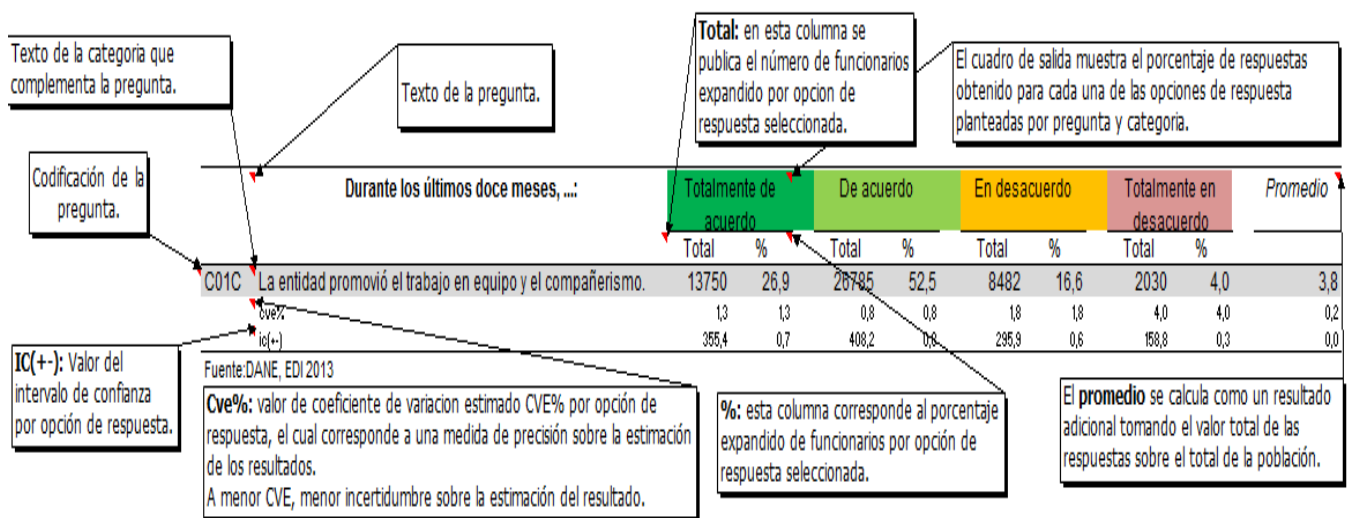 Texto de la categoria que
complementa la pregunta.
Texto de la pregunta.
Total: en esta columna se
publica el número de funcionarios
expandido por opcion de
respuesta seleccionada.
El cuadro de salida muestra el porcentaje de respuestas
obtenido para cada una de las opciones de respuesta
planteadas por pregunta y categoria.
Codificación de la
pregunta.
Durante los últimos doce meses, ...: Totalmente de acuerdo De acuerdo En desacuerdo Totalmente en desacuerdo Promedio
Total % Total % Total % Total %
C01C La entidad promovió el trabajo en equipo y el compañerismo. 13750 26,9 26785 52,5 8482 16,6 2030 4,0 3,8
cve% 1,3 1,3 0,8 0,8 1,8 1,8 4,0 4,0 0,2
ic(+-) 355,4 0,7 408,2 0,8 295,9 0,6 158,8 0,3 0,0
Fuente:DANE, EDI 2013
IC(+-): Valor del
intervalo de confianza
por opción de respuesta.
Cve%: valor de coeficiente de variacion estimado CVE% por opción de
respuesta, el cual corresponde a una medida de precisión sobre la estimación
de los resultados.
A menor CVE, menor incertidumbre sobre la estimación del resultado.
%: esta columna corresponde al porcentaje
expandido de funcionarios por opción de
respuesta seleccionada.
El promedio se calcula como un resultado
adicional tomando el valor total de las
respuestas sobre el total de la población.